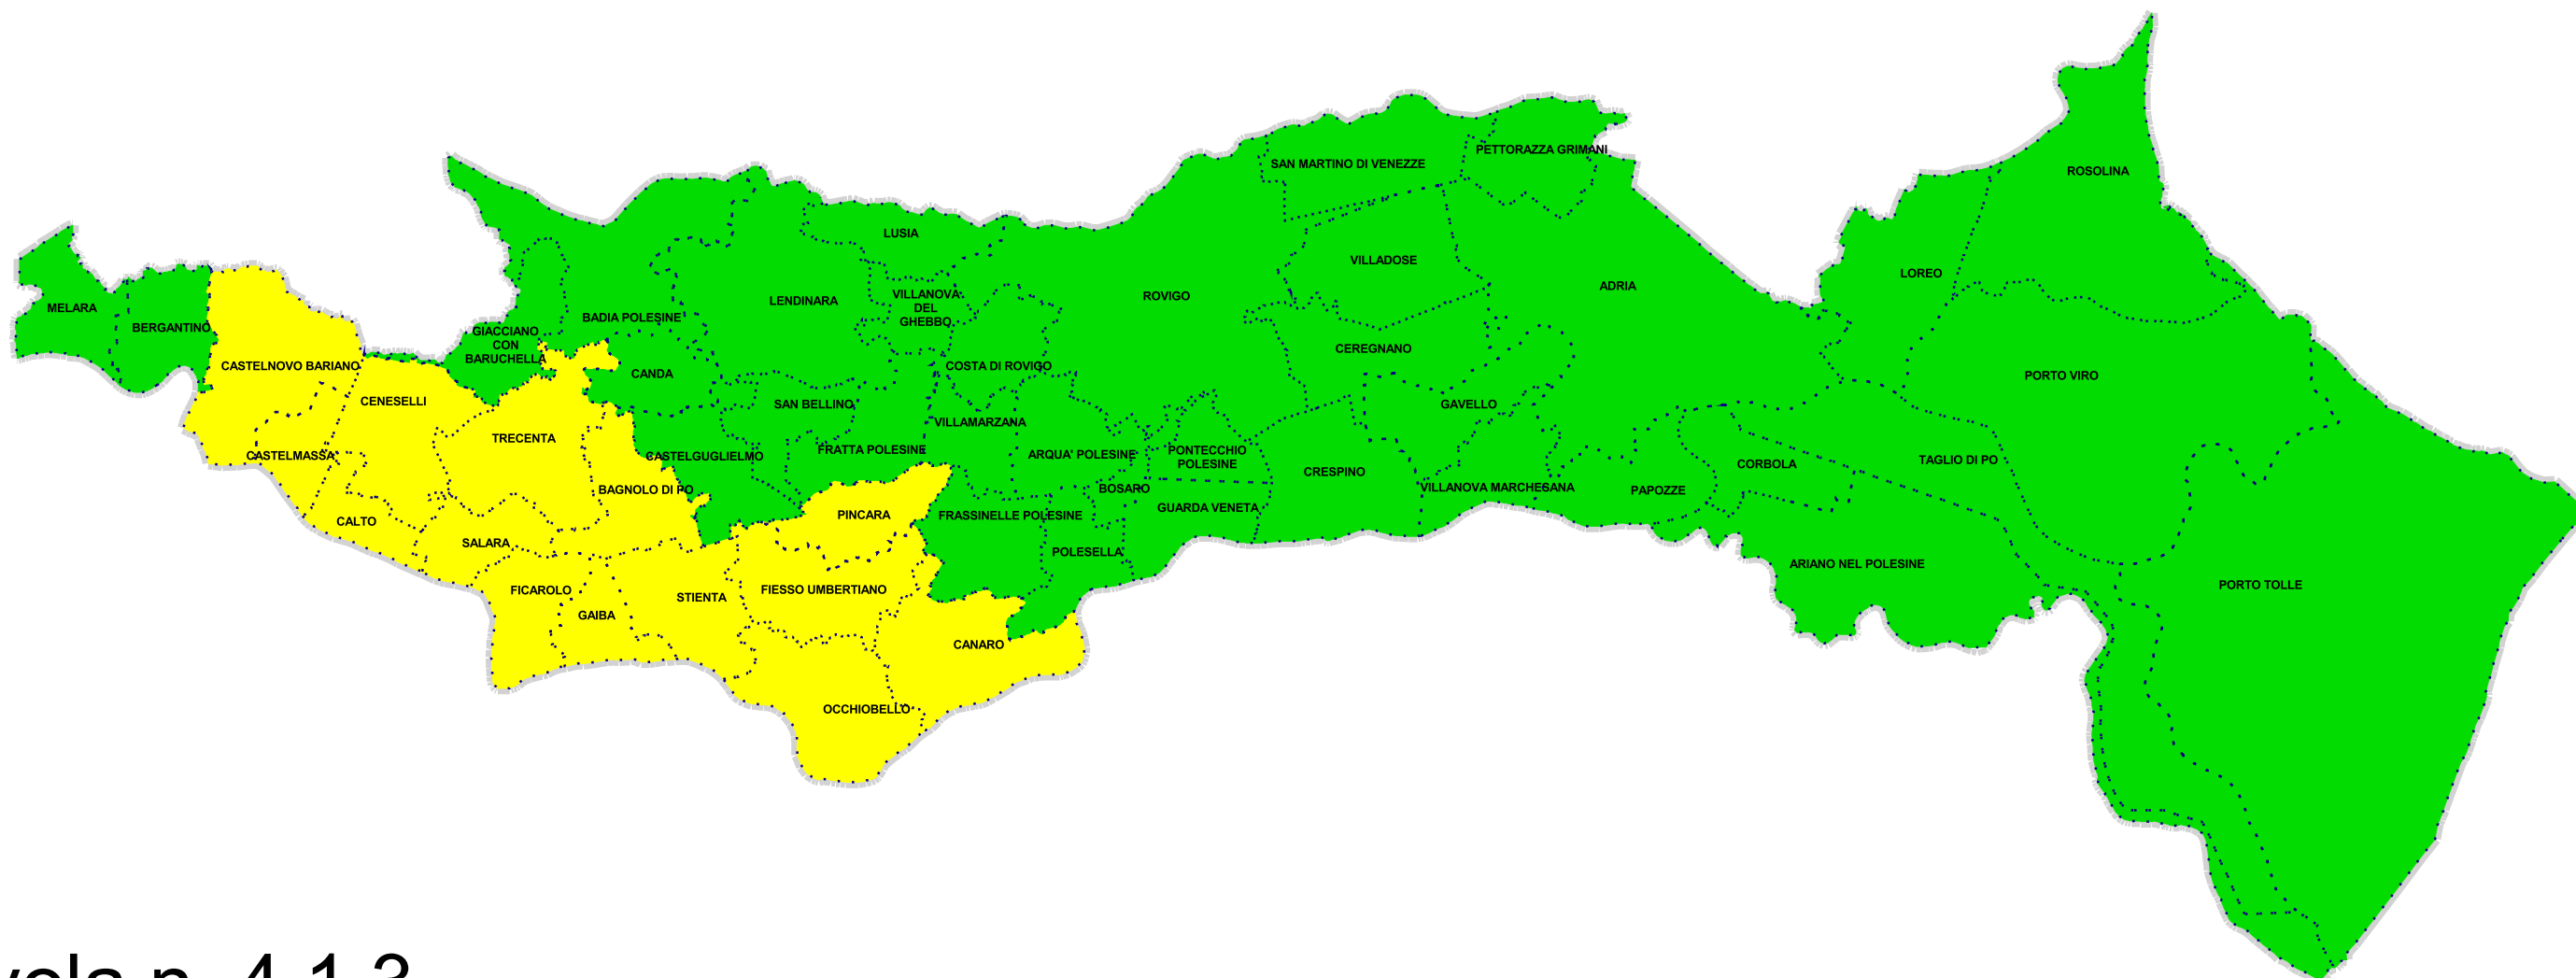 ROSOLINA
PETTORAZZA GRIMANI
SAN MARTINO DI VENEZZE
LUSIA
VILLADOSE
LOREO
ADRIA
ROVIGO
LENDINARA
VILLANOVA
DEL
GHEBBO
MELARA
BERGANTINO
BADIA POLESINE
GIACCIANO
CON
BARUCHELLA
CEREGNANO
CASTELNOVO BARIANO
COSTA DI ROVIGO
CANDA
PORTO VIRO
CENESELLI
SAN BELLINO
GAVELLO
VILLAMARZANA
TRECENTA
FRATTA POLESINE
CASTELMASSA
CASTELGUGLIELMO
ARQUA' POLESINE
PONTECCHIO
POLESINE
CORBOLA
TAGLIO DI PO
CRESPINO
BAGNOLO DI PO
BOSARO
VILLANOVA MARCHESANA
PAPOZZE
GUARDA VENETA
CALTO
PINCARA
FRASSINELLE POLESINE
SALARA
POLESELLA
ARIANO NEL POLESINE
PORTO TOLLE
FICAROLO
FIESSO UMBERTIANO
STIENTA
GAIBA
CANARO
OCCHIOBELLO
vola n. 4.1.3